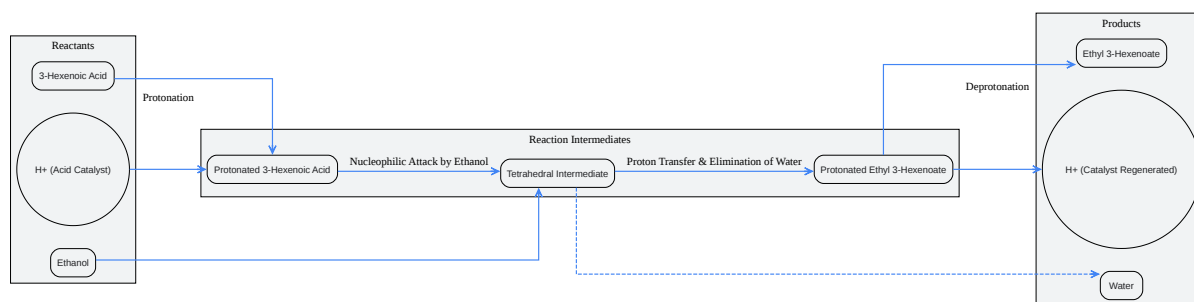 Reactants
3-Hexenoic Acid
Protonation
H+ (Acid Catalyst)
Ethanol
Reaction Intermediates
Protonated 3-Hexenoic Acid
Nucleophilic Attack by Ethanol
Tetrahedral Intermediate
Proton Transfer & Elimination of Water
Protonated Ethyl 3-Hexenoate
Deprotonation
Products
Ethyl 3-Hexenoate
H+ (Catalyst Regenerated)
Water